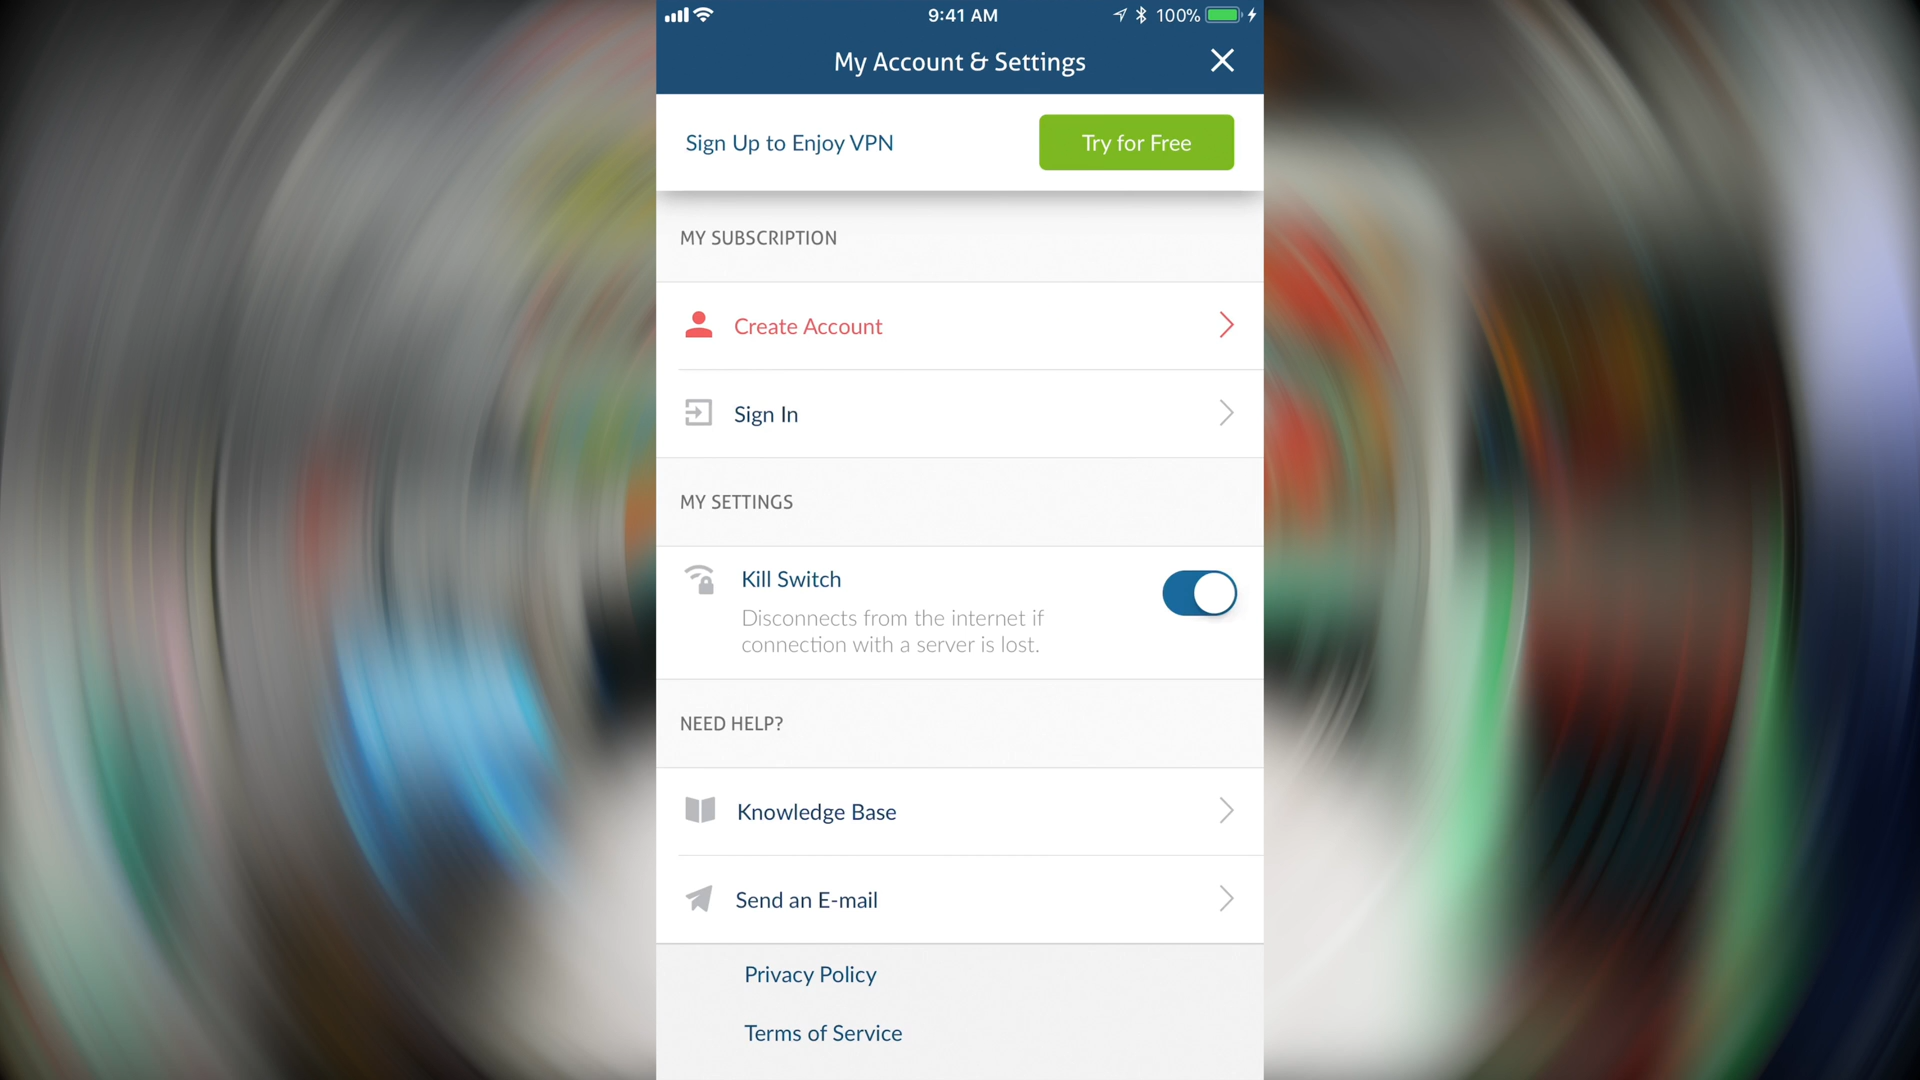 9:41 AM
100%
My Account & Settings
Sign Up to Enjoy VPN
Try for Free
MY SUBSCRIPTION
Create Account
Sign In
MY SETTINGS
Kill Switch
Disconnects from the internet if
connection with a server is lost.
NEED HELP?
Knowledge Base
Send an E-mail
Privacy Policy
Terms of Service